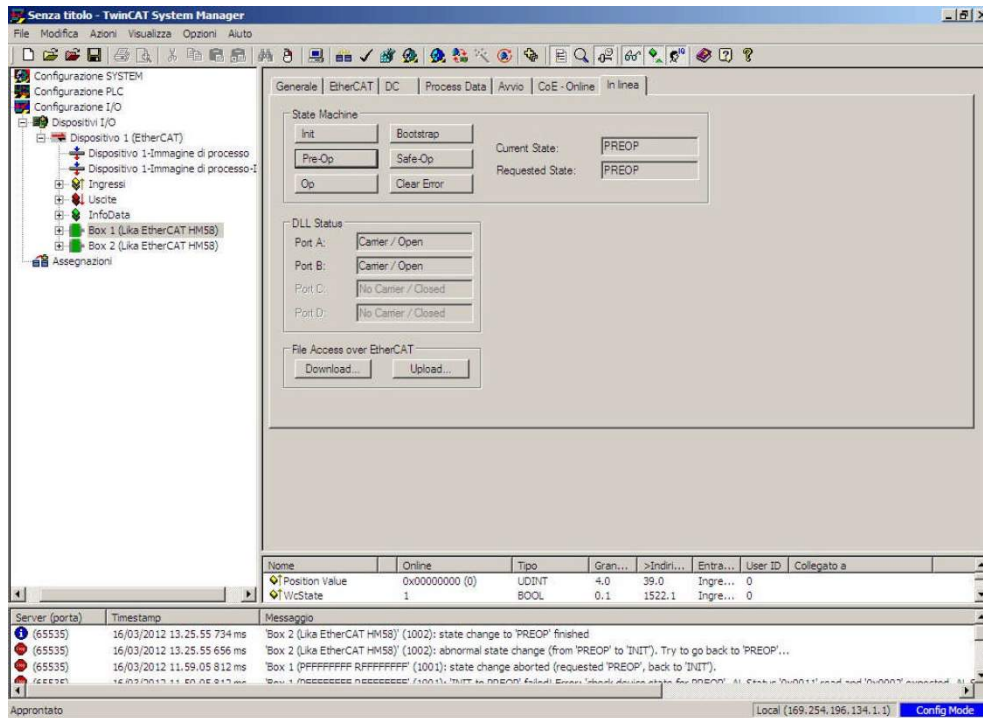 Senza titolo - TwinCAT System Manager
File Modifica Azioni Visualizza Opzioni Aiuto
Configurazione SYSTEM
Configurazione PLC
Configurazione I/O
Dispositivi I/O
Dispositivo 1 (EtherCAT)
Dispositivo 1-Immagine di processo
Dispositivo 1-Immagine di processo-I
Ingressi
Uscite
InfoData
Box 1 (Lika EtherCAT HM58)
Box 2 (Lika EtherCAT HM58)
Assegnazioni
Generale EtherCAT DC Process Data Avvio CoE - Online In linea
State Machine
Init Bootstrap
Pre-Op Safe-Op
Op Clear Error
Current State: PREOP
Requested State: PREOP
DLL Status
Port A: Carrier / Open
Port B: Carrier / Open
Port C: No Carrier / Closed
Port D: No Carrier / Closed
File Access over EtherCAT
Download... Upload...
Nome Online Tipo Gran... >Indiri... Entra... User ID Collegato a
Position Value 0x00000000 (0) UDINT 4.0 39.0 Ingre... 0
WcState 1 BOOL 0.1 1522.1 Ingre... 0
Server (porta) Timestamp Messaggio
(65535) 16/03/2012 13.25.55 734 ms 'Box 2 (Lika EtherCAT HM58)' (1002): state change to 'PREOP' finished
(65535) 16/03/2012 13.25.55 656 ms 'Box 2 (Lika EtherCAT HM58)' (1002): abnormal state change (from 'PREOP' to 'INIT'). Try to go back to 'PREOP'...
(65535) 16/03/2012 11.59.05 812 ms 'Box 1 (PFFFFFFFF RFFFFFFF)' (1001): state change aborted (requested 'PREOP', back to 'INIT').
Approntato
Local (169.254.196.134.1.1) Config Mode